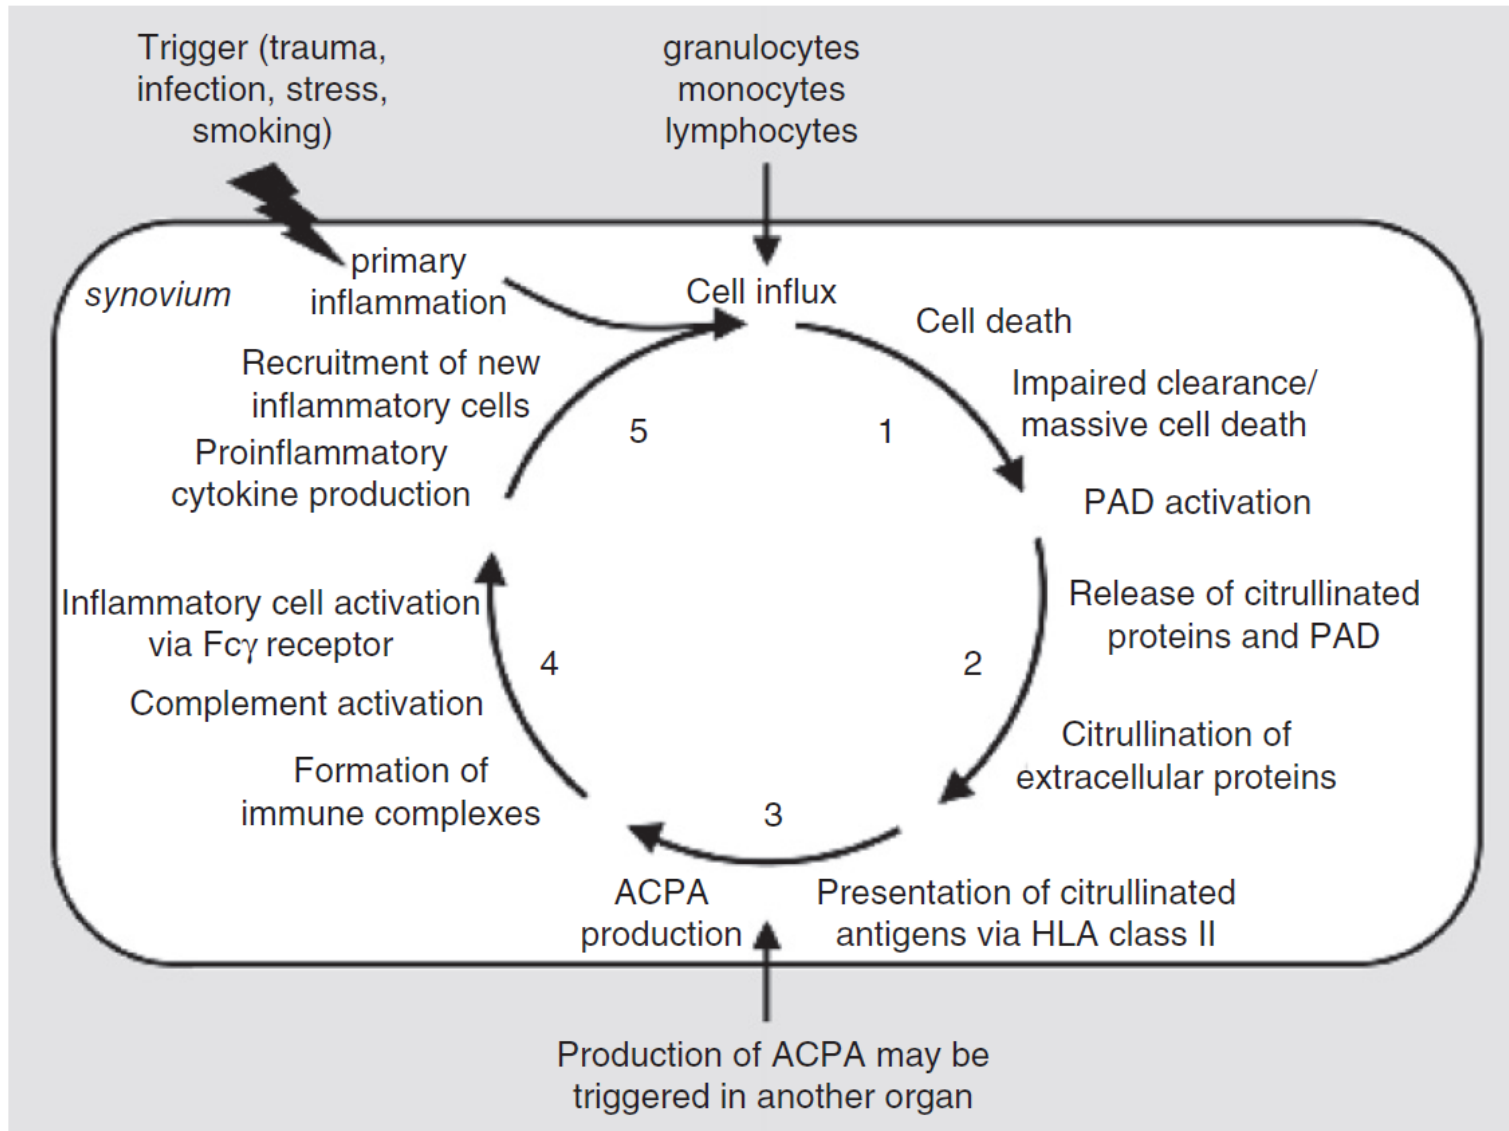 Trigger (trauma,
infection, stress,
smoking)
granulocytes
monocytes
lymphocytes
synovium
primary
inflammation
Cell influx
Cell death
Impaired clearance/
massive cell death
PAD activation
Release of citrullinated
proteins and PAD
Citrullination of
extracellular proteins
Presentation of citrullinated
antigens via HLA class II
ACPA
production
Formation of
immune complexes
Complement activation
Inflammatory cell activation
via Fcγ receptor
Proinflammatory
cytokine production
Recruitment of new
inflammatory cells
1
2
3
4
5
Production of ACPA may be
triggered in another organ